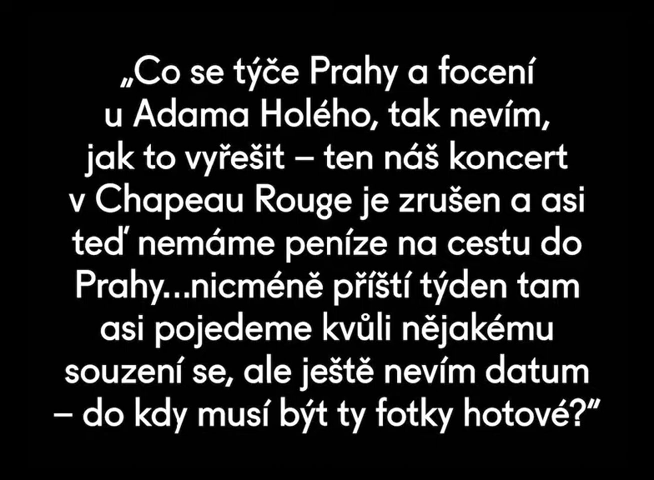 „Co se týče Prahy a focení
u Adama Holého, tak nevím,
jak to vyřešit – ten náš koncert
v Chapeau Rouge je zrušen a asi
teď nemáme peníze na cestu do
Prahy...nicméně příští týden tam
asi pojedeme kvůli nějakému
souzení se, ale ještě nevím datum
– do kdy musí být ty fotky hotové?“